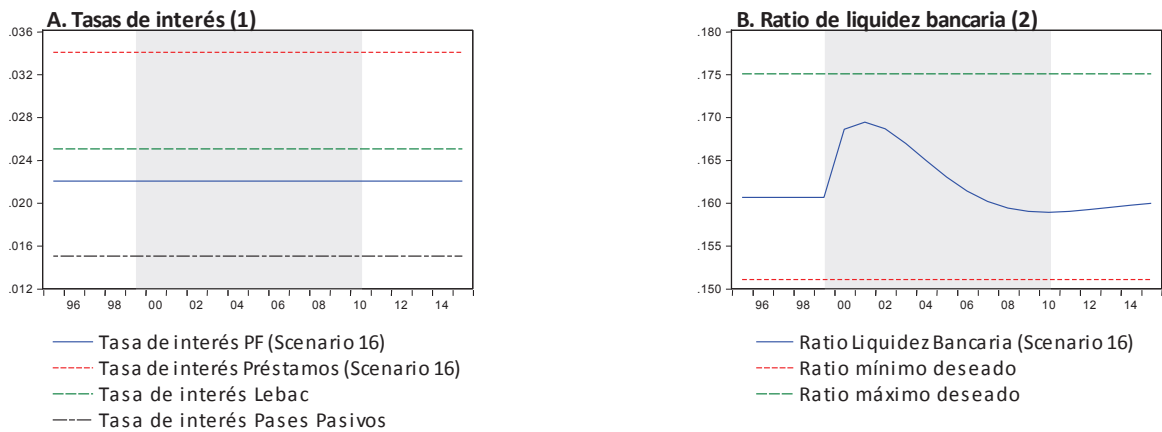 A. Tasas de interés (1)
.036
.032
.028
.024
.020
.016
.012
96 98 00 02 04 06 08 10 12 14
Tasa de interés PF (Scenario 16)
Tasa de interés Préstamos (Scenario 16)
Tasa de interés Lebac
Tasa de interés Pases Pasivos
B. Ratio de liquidez bancaria (2)
.180
.175
.170
.165
.160
.155
.150
96 98 00 02 04 06 08 10 12 14
Ratio Liquidez Bancaria (Scenario 16)
Ratio mínimo deseado
Ratio máximo deseado